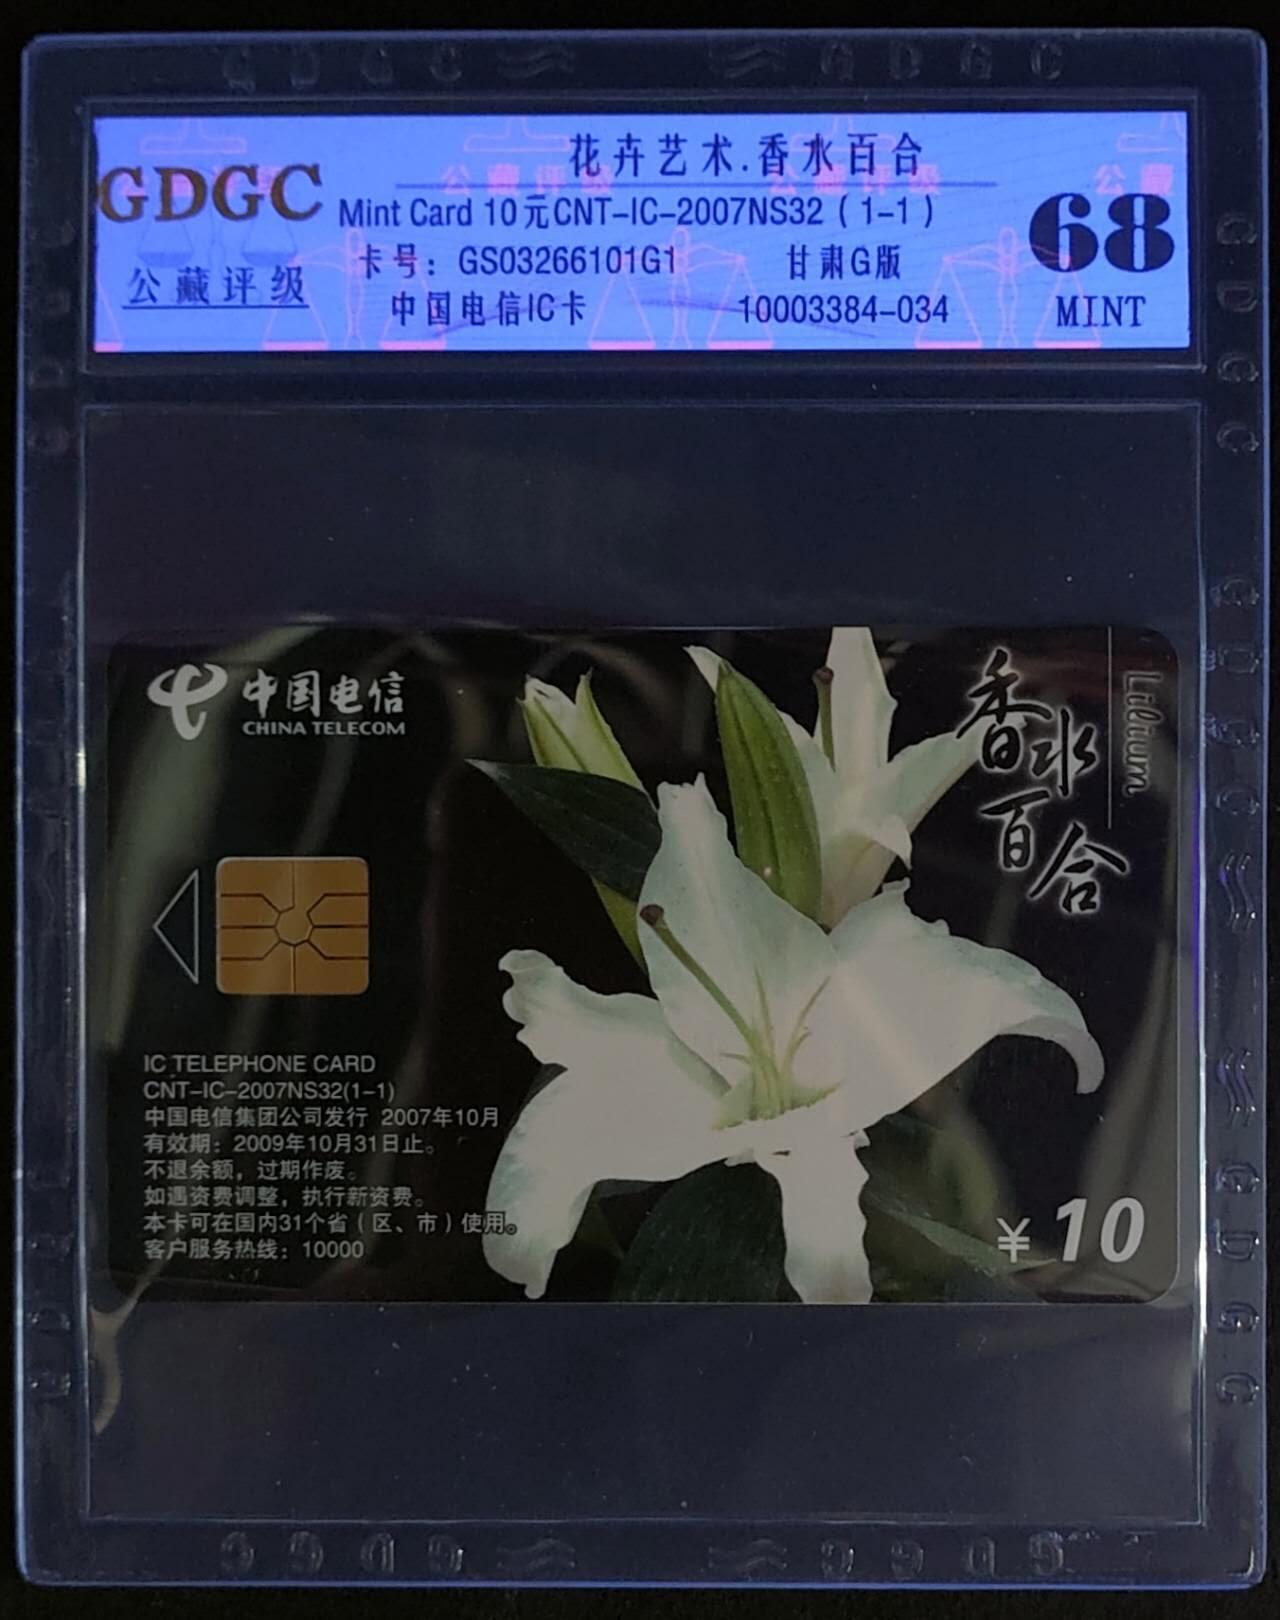 GDGC
公藏评级
花卉艺术.香水百合
Mint Card 10元CNT-IC-2007NS32（1-1）
卡号：GS03266101G1 甘肃G版
中国电信IC卡 10003384-034
68
MINT
中国电信
CHINA TELECOM
香水百合
Lilium
IC TELEPHONE CARD
CNT-IC-2007NS32(1-1)
中国电信集团公司发行 2007年10月
有效期：2009年10月31日止。
不退余额，过期作废。
如遇资费调整，执行新资费。
本卡可在国内31个省（区、市）使用。
客户服务热线：10000
¥10